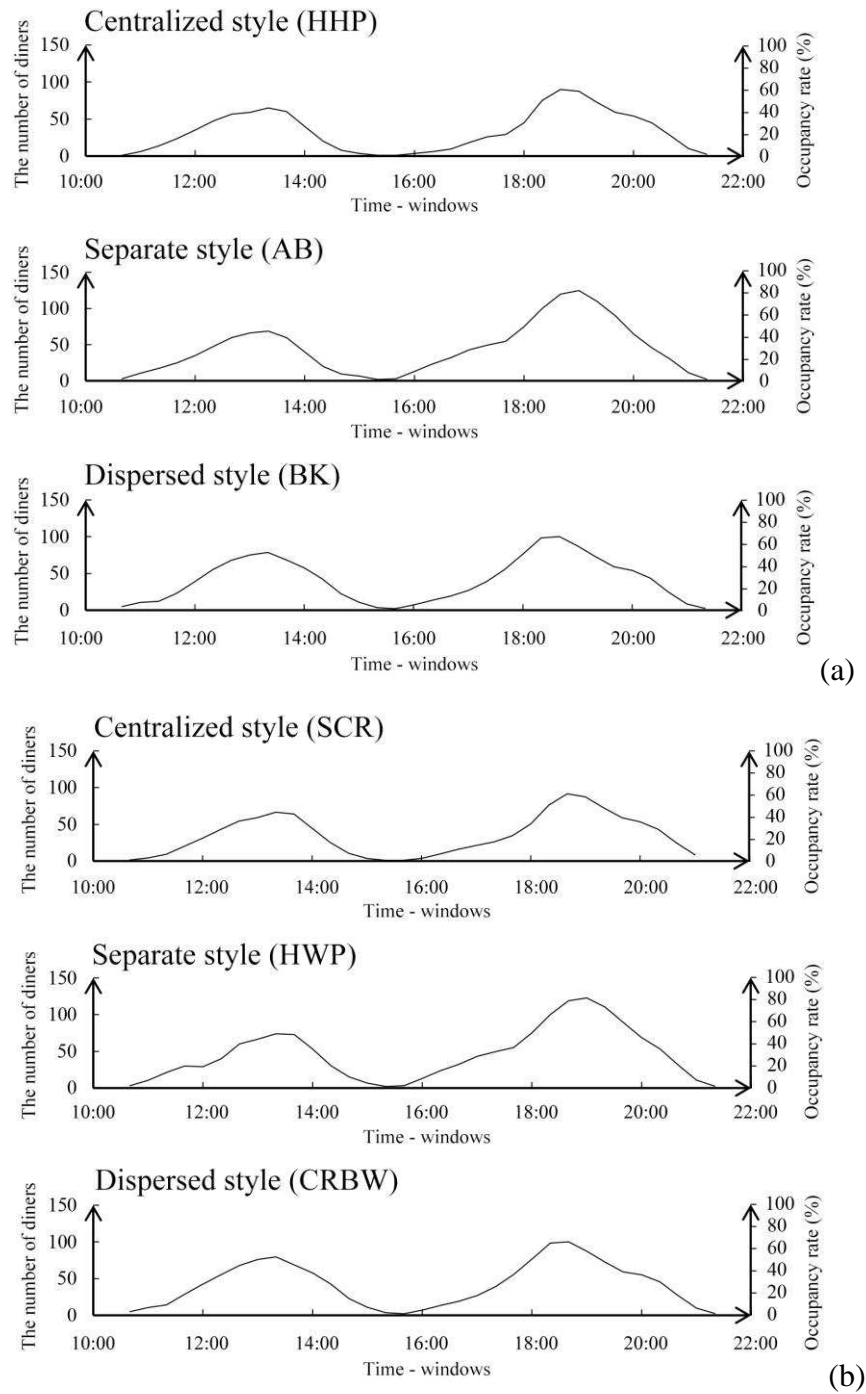 Centralized style (HHP)
The number of diners
150
100
50
0
100
80
60
40
20
0
Occupancy rate (%)
10:00 12:00 14:00 16:00 18:00 20:00 22:00
Time - windows
Separate style (AB)
The number of diners
150
100
50
0
100
80
60
40
20
0
Occupancy rate (%)
10:00 12:00 14:00 16:00 18:00 20:00 22:00
Time - windows
Dispersed style (BK)
The number of diners
150
100
50
0
100
80
60
40
20
0
Occupancy rate (%)
10:00 12:00 14:00 16:00 18:00 20:00 22:00
Time - windows
(a)
Centralized style (SCR)
The number of diners
150
100
50
0
100
80
60
40
20
0
Occupancy rate (%)
10:00 12:00 14:00 16:00 18:00 20:00 22:00
Time - windows
Separate style (HWP)
The number of diners
150
100
50
0
100
80
60
40
20
0
Occupancy rate (%)
10:00 12:00 14:00 16:00 18:00 20:00 22:00
Time - windows
Dispersed style (CRBW)
The number of diners
150
100
50
0
100
80
60
40
20
0
Occupancy rate (%)
10:00 12:00 14:00 16:00 18:00 20:00 22:00
Time - windows
(b)